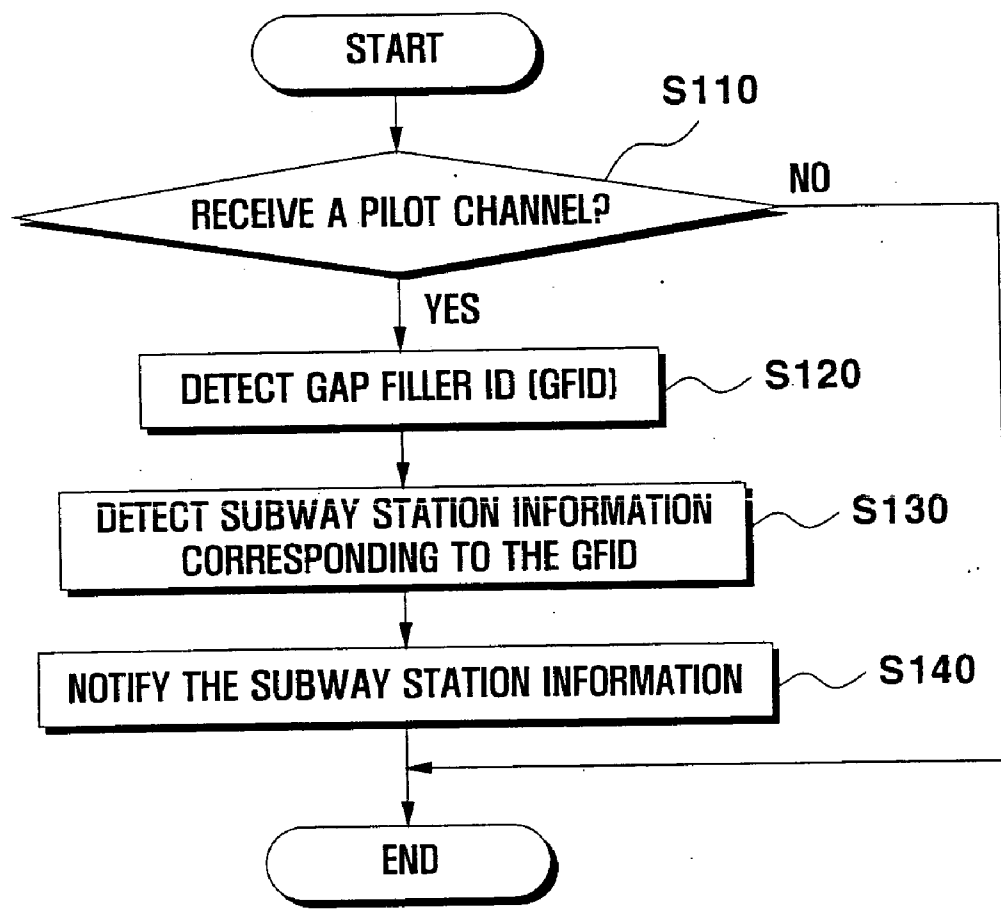 START
S110
RECEIVE A PILOT CHANNEL?
NO
YES
DETECT GAP FILLER ID (GFID)
S120
DETECT SUBWAY STATION INFORMATION
CORRESPONDING TO THE GFID
S130
NOTIFY THE SUBWAY STATION INFORMATION
S140
END